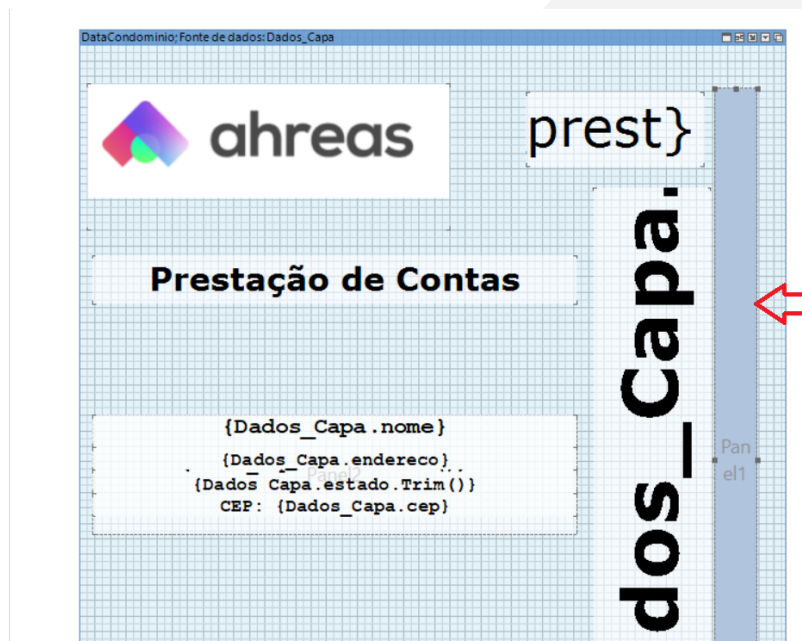 DataCondominio; Fonte de dados: Dados_Capa
ahreas
prest}
Prestação de Contas
dos_Capa.
{Dados_Capa.nome}
{Dados_Capa.endereco}
Panel2
{Dados_Capa.estado.Trim()}
CEP: {Dados_Capa.cep}
Pan
el1